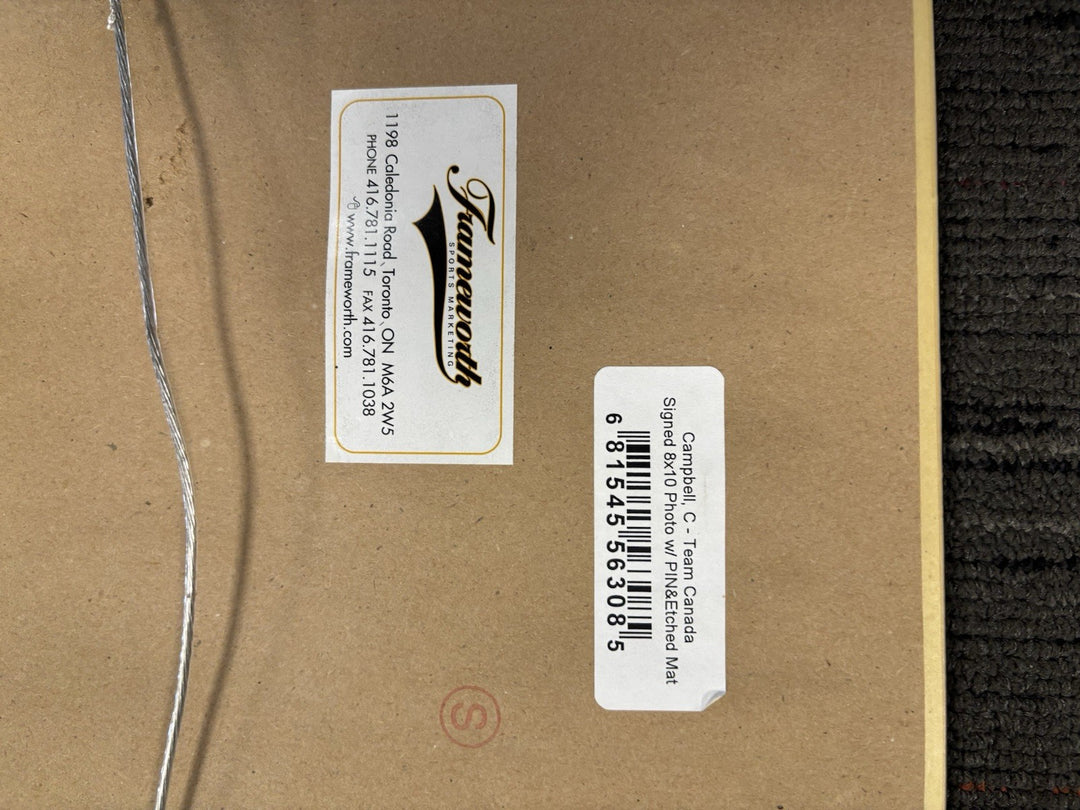 Frameworth
SPORTS MARKETING
1198 Caledonia Road, Toronto, ON M6A 2W5
PHONE 416.781.1115 FAX 416.781.1038
www.frameworth.com
Campbell, C - Team Canada
Signed 8x10 Photo w/ PIN&Etched Mat
6 81545 56308 5
S